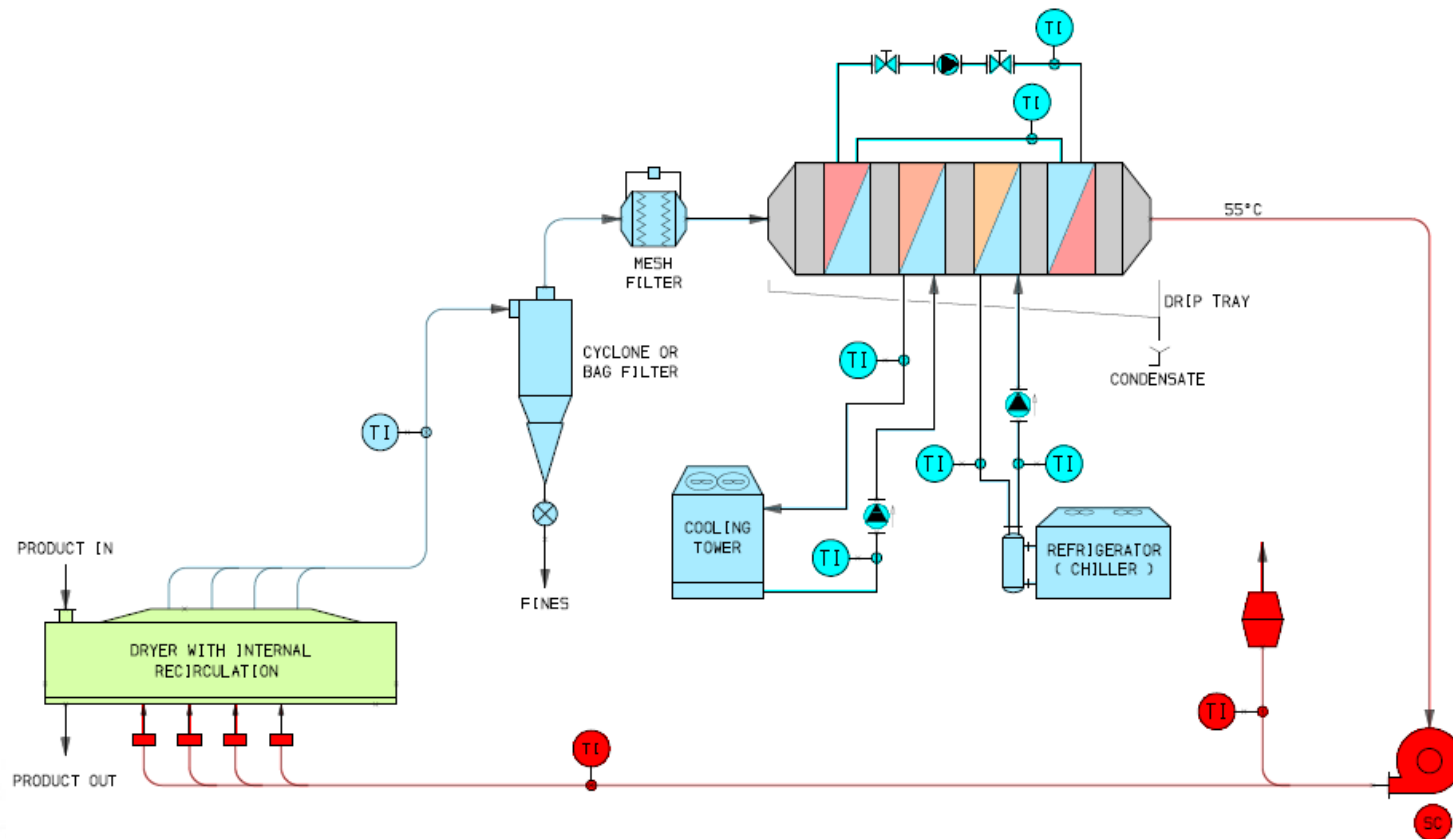 TI
TI
55°C
MESH
FILTER
DRIP TRAY
CYCLONE OR
BAG FILTER
TI
CONDENSATE
TI
TI
TI
COOLING
TOWER
TI
REFRIGERATOR
( CHILLER )
PRODUCT IN
FINES
DRYER WITH INTERNAL
RECIRCULATION
TI
TI
PRODUCT OUT
SC